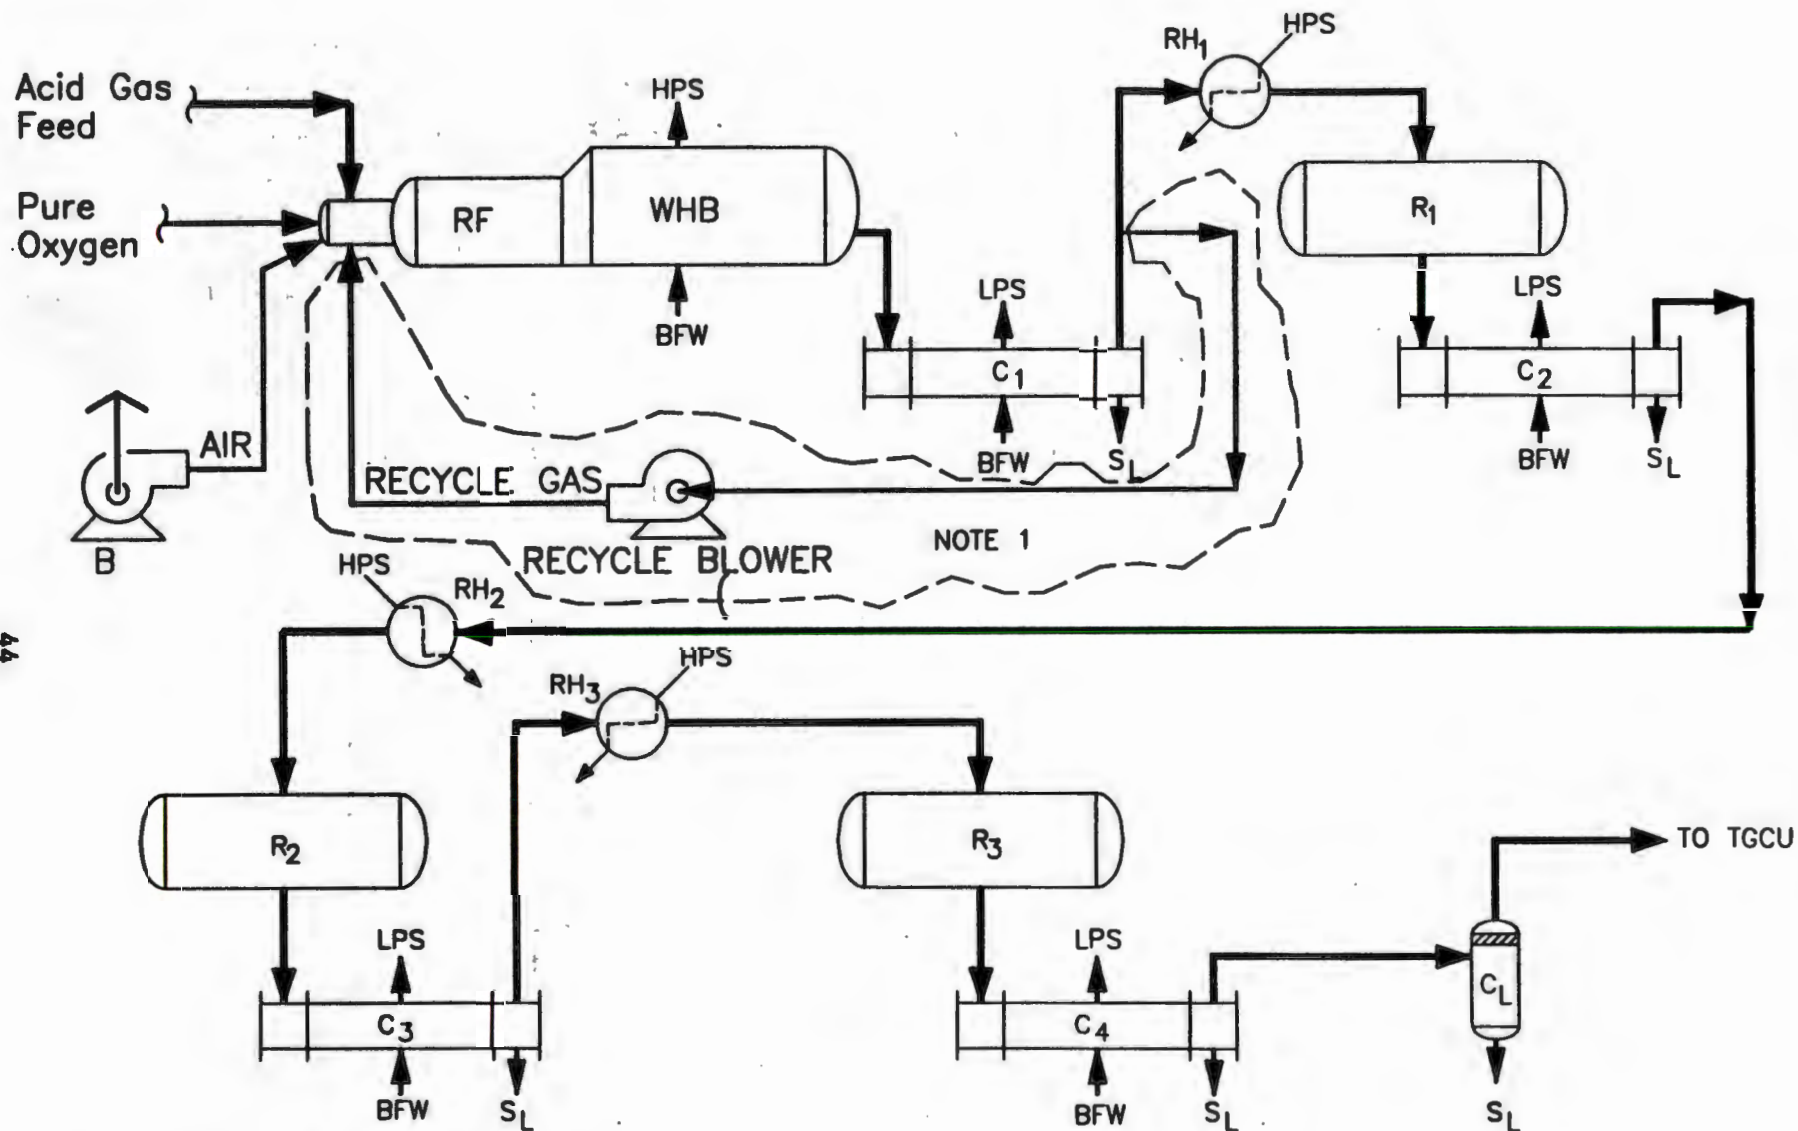 HPS
RH1
Acid Gas
Feed
HPS
Pure
Oxygen
RF
WHB
R1
BFW
LPS
LPS
C1
C2
AIR
BFW
SL
BFW
SL
RECYCLE GAS
B
NOTE 1
RECYCLE BLOWER
HPS
RH2
44
HPS
RH3
R2
R3
TO TGCU
LPS
LPS
CL
C3
C4
BFW
SL
BFW
SL
SL